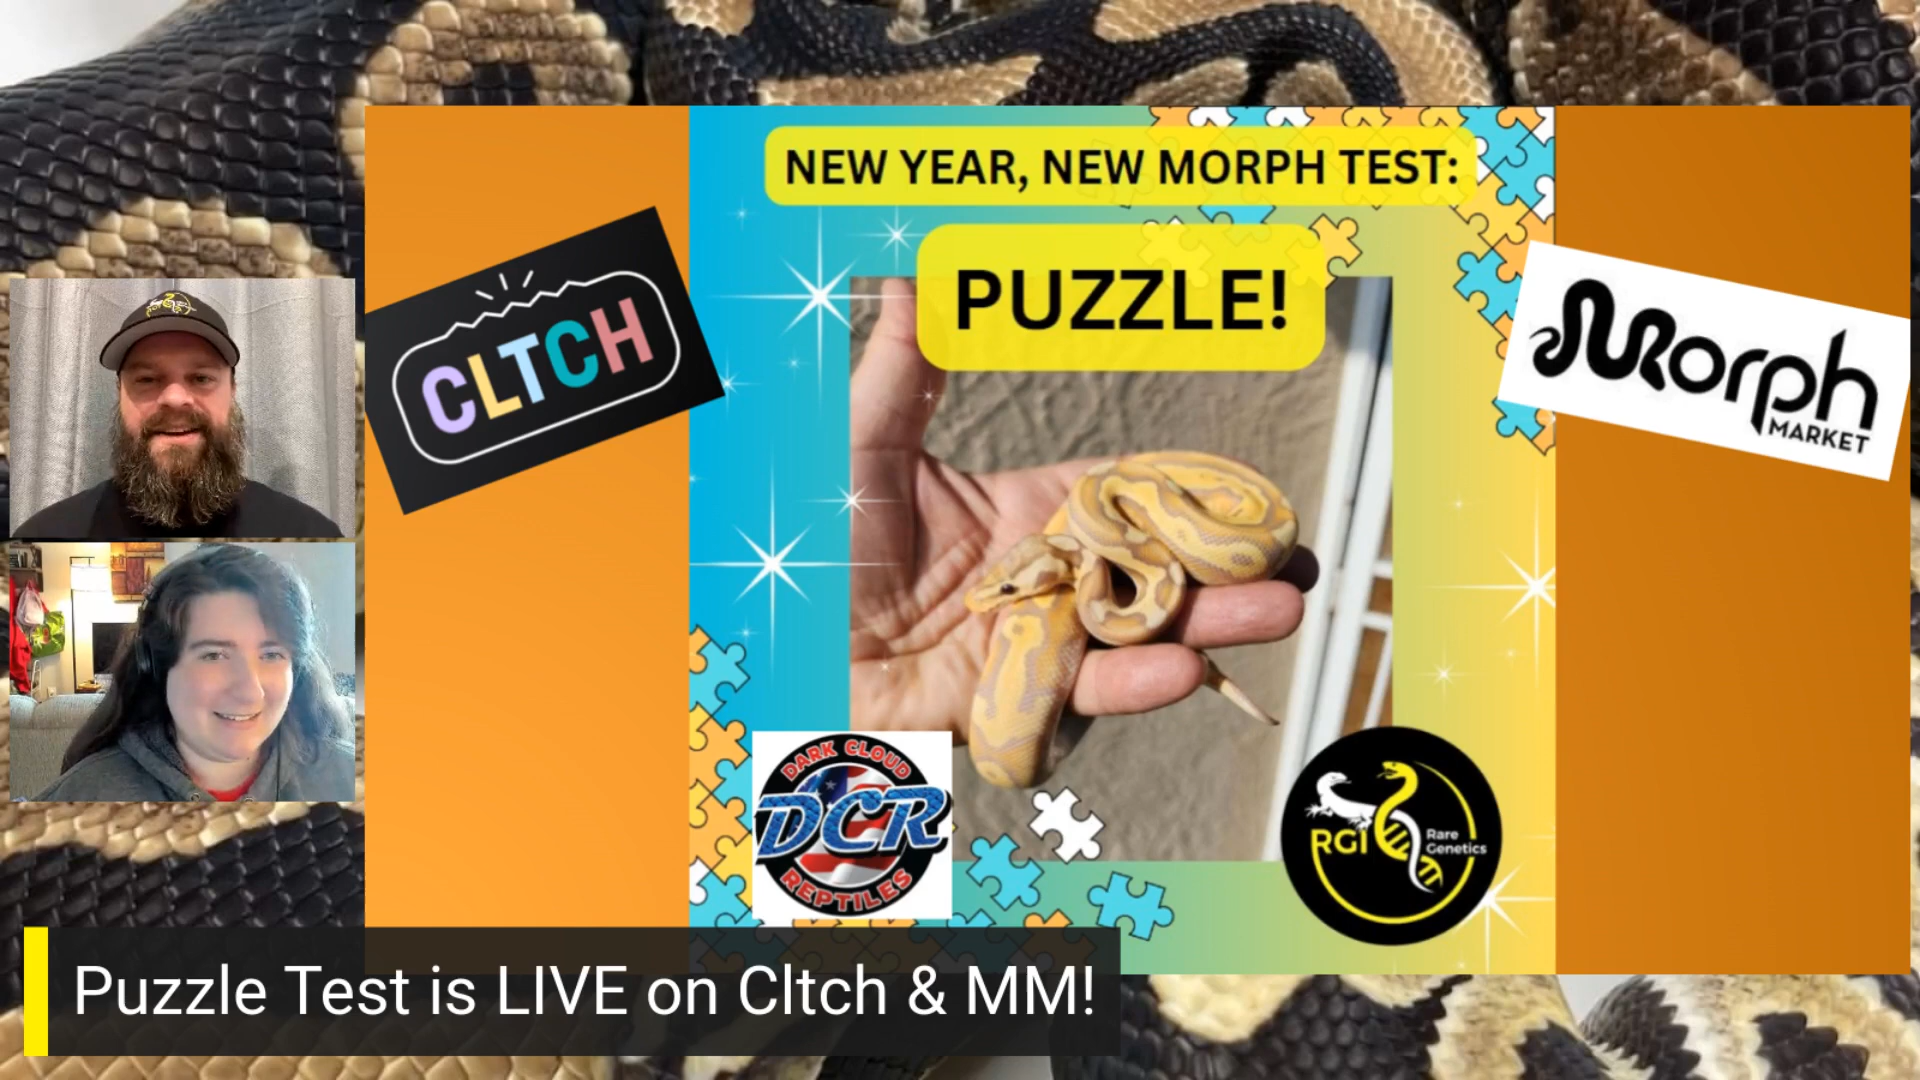 NEW YEAR, NEW MORPH TEST:
PUZZLE!
CLTCH
Morph
MARKET
DARK CLOUD
DCR
REPTILES
RGI
Rare
Genetics
Puzzle Test is LIVE on Cltch & MM!